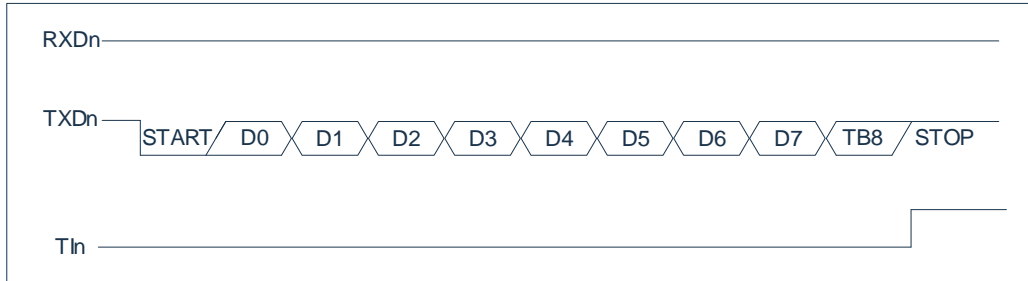 RXDn
TXDn
START D0 D1 D2 D3 D4 D5 D6 D7 TB8 STOP
TIn